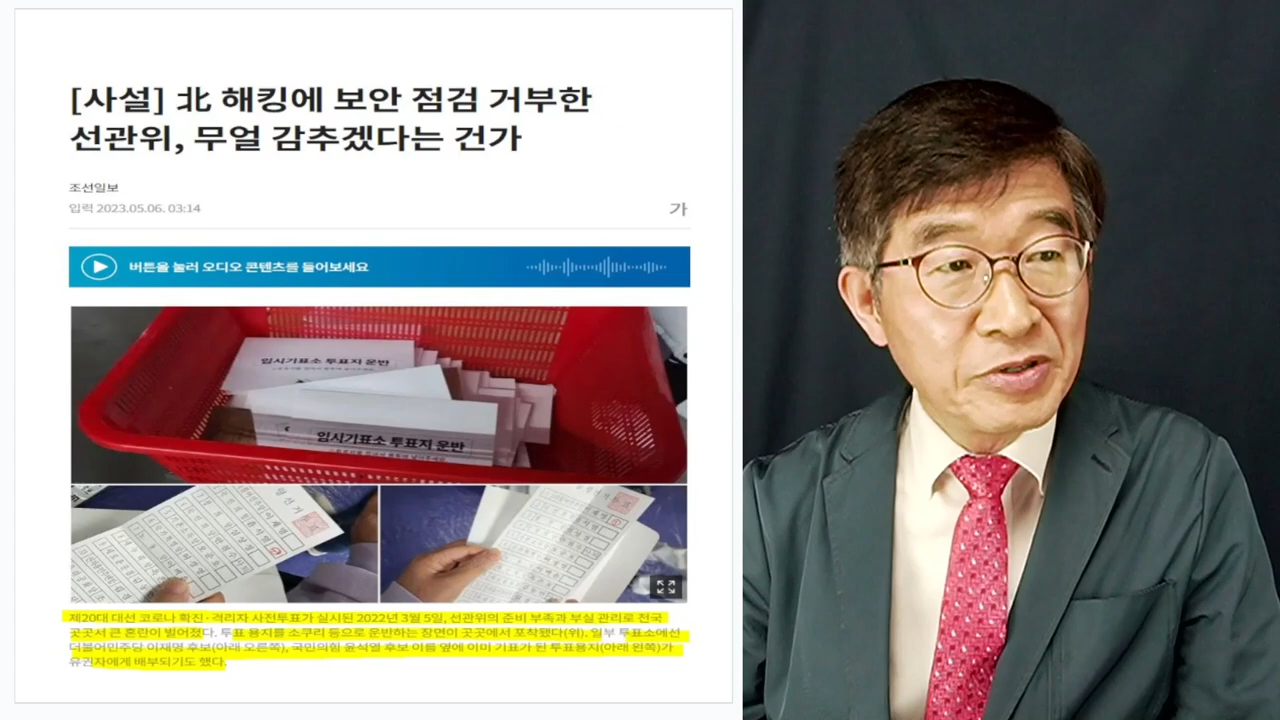 [사설] 北 해킹에 보안 점검 거부한
선관위, 무얼 감추겠다는 건가
조선일보
입력 2023.05.06. 03:14
가
버튼을 눌러 오디오 콘텐츠를 들어보세요
임시기표소 투표지 운반
임시기표소 투표지 운반
제20대 대선 코로나 확진·격리자 사전투표가 실시된 2022년 3월 5일, 선관위의 준비 부족과 부실 관리로 전국
곳곳서 큰 혼란이 벌어졌다. 투표 용지를 소쿠리 등으로 운반하는 장면이 곳곳에서 포착됐다(위). 일부 투표소에선
더불어민주당 이재명 후보(아래 오른쪽), 국민의힘 윤석열 후보 이름 옆에 이미 기표가 된 투표용지(아래 왼쪽)가
유권자에게 배부되기도 했다.